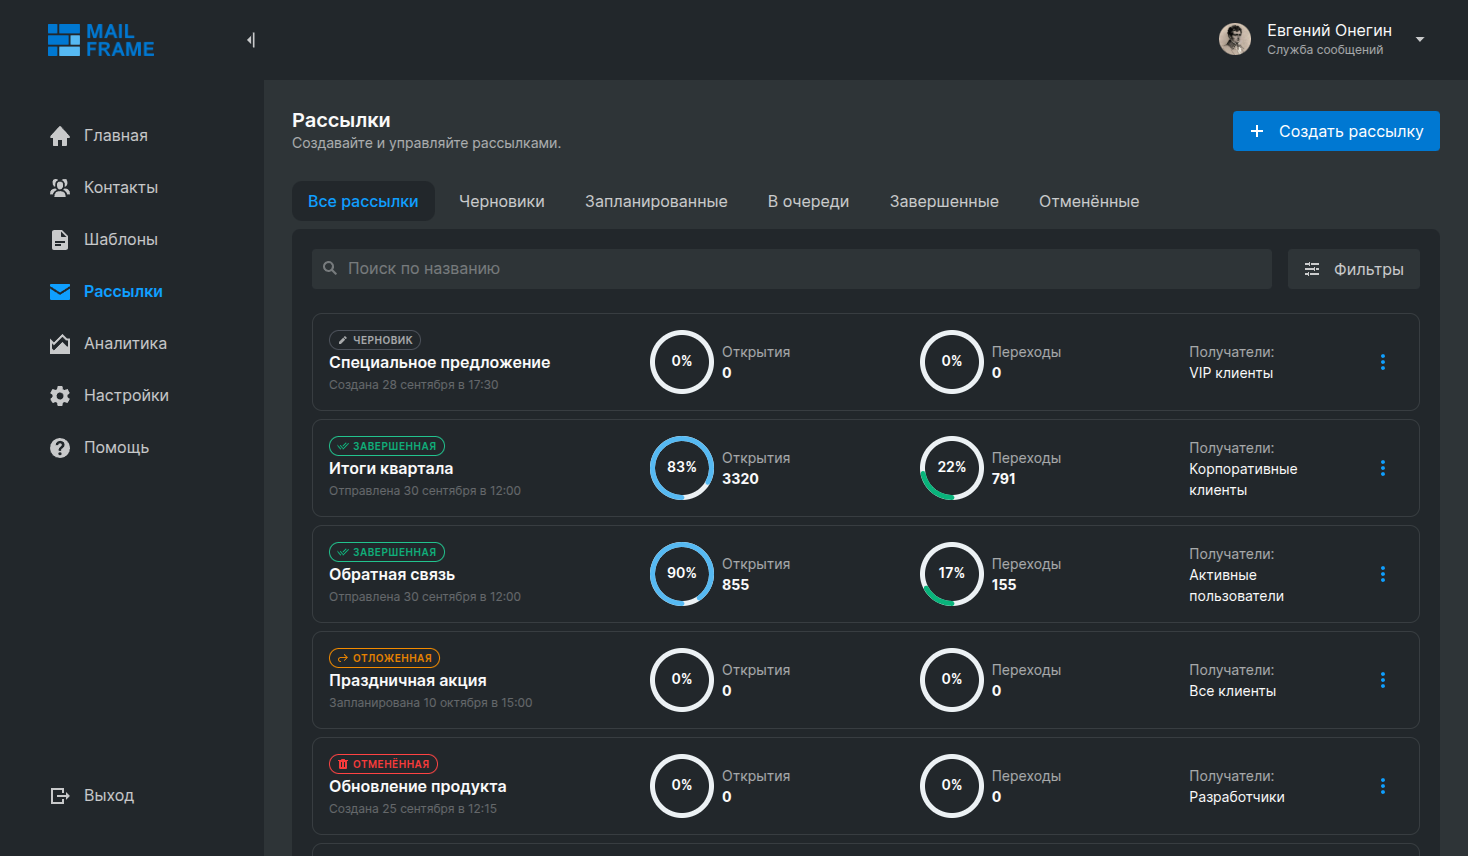 MAIL
FRAME
Евгений Онегин
Служба сообщений
Главная
Контакты
Шаблоны
Рассылки
Аналитика
Настройки
Помощь
Выход
Рассылки
Создавайте и управляйте рассылками.
Создать рассылку
Все рассылки
Черновики
Запланированные
В очереди
Завершенные
Отменённые
Поиск по названию
Фильтры
ЧЕРНОВИК
Специальное предложение
Создана 28 сентября в 17:30
0%
Открытия
0
0%
Переходы
0
Получатели:
VIP клиенты
ЗАВЕРШЕННАЯ
Итоги квартала
Отправлена 30 сентября в 12:00
83%
Открытия
3320
22%
Переходы
791
Получатели:
Корпоративные
клиенты
ЗАВЕРШЕННАЯ
Обратная связь
Отправлена 30 сентября в 12:00
90%
Открытия
855
17%
Переходы
155
Получатели:
Активные
пользователи
ОТЛОЖЕННАЯ
Праздничная акция
Запланирована 10 октября в 15:00
0%
Открытия
0
0%
Переходы
0
Получатели:
Все клиенты
ОТМЕНЁННАЯ
Обновление продукта
Создана 25 сентября в 12:15
0%
Открытия
0
0%
Переходы
0
Получатели:
Разработчики